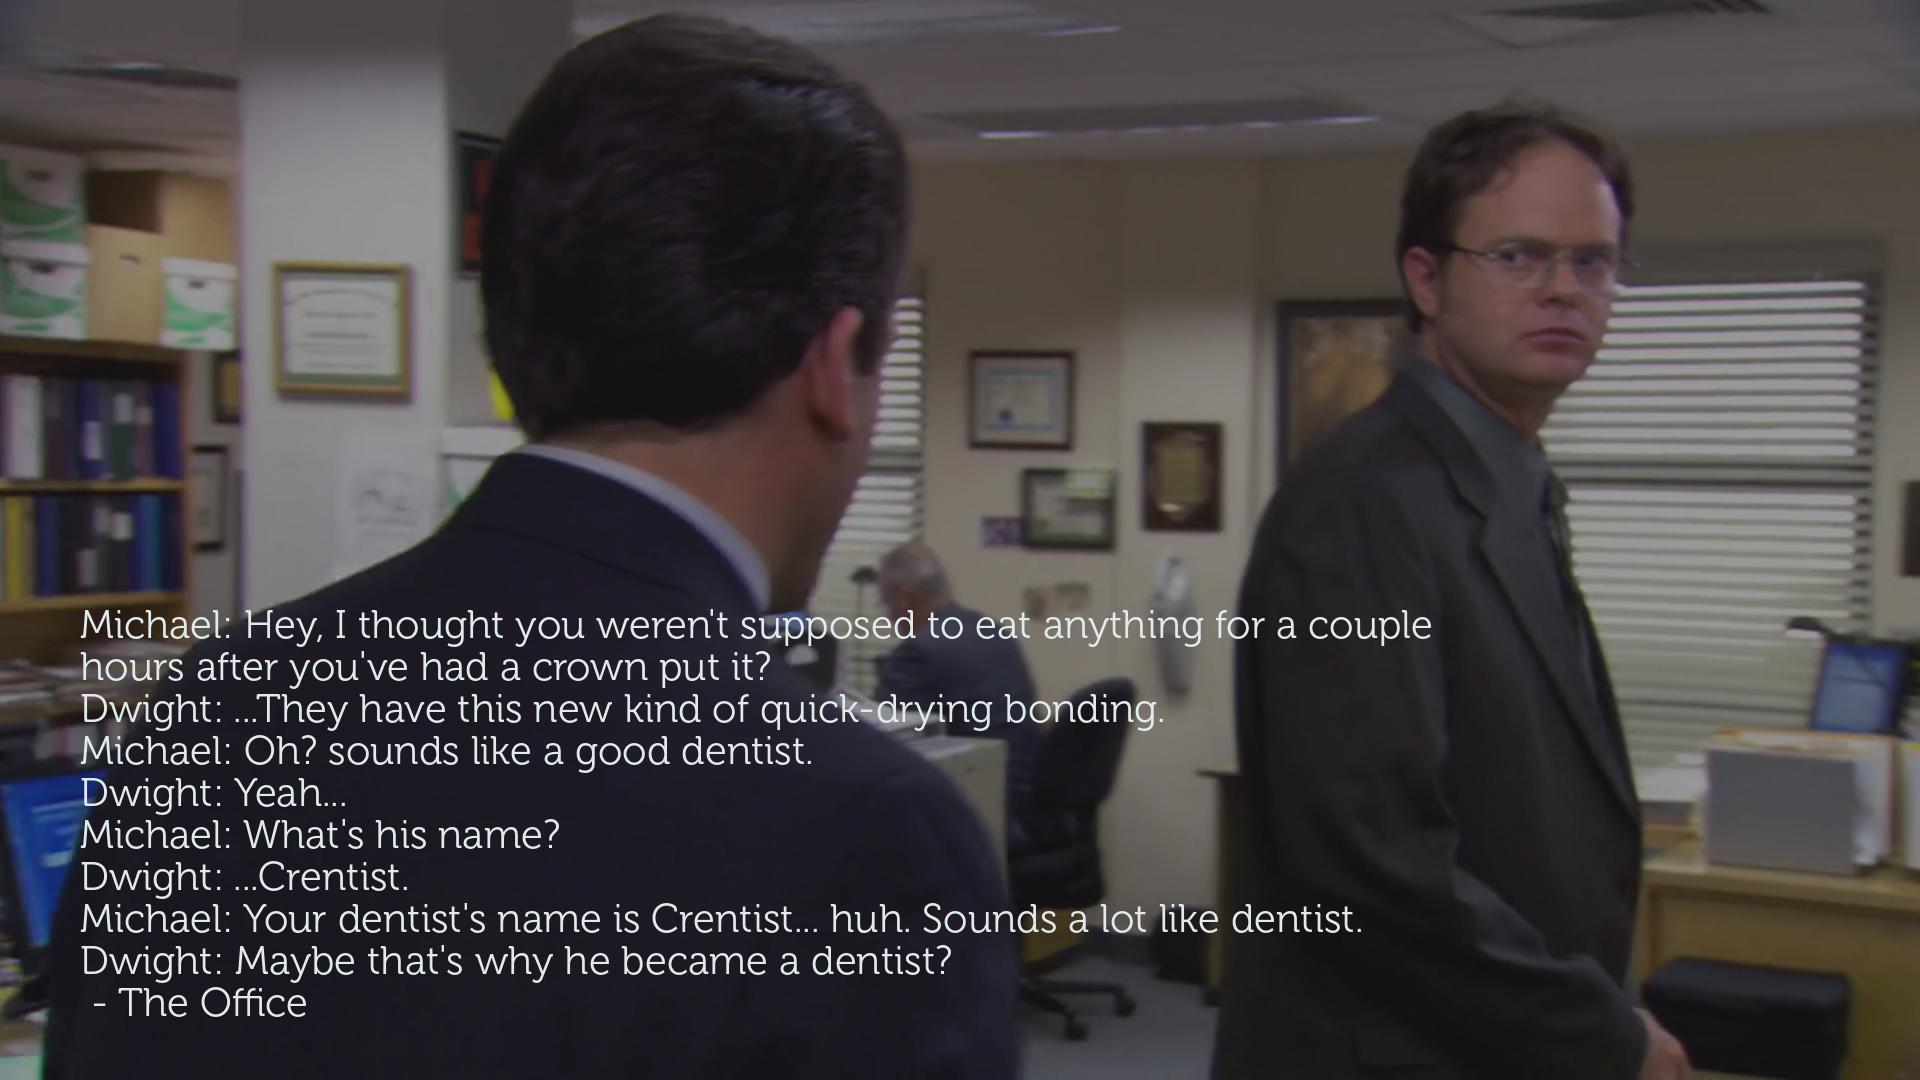 Michael: Hey, I thought you weren't supposed to eat anything for a couple
hours after you've had a crown put it?
Dwight: ...They have this new kind of quick-drying bonding.
Michael: Oh? sounds like a good dentist.
Dwight: Yeah...
Michael: What's his name?
Dwight: ...Crentist.
Michael: Your dentist's name is Crentist... huh. Sounds a lot like dentist.
Dwight: Maybe that's why he became a dentist?
- The Office